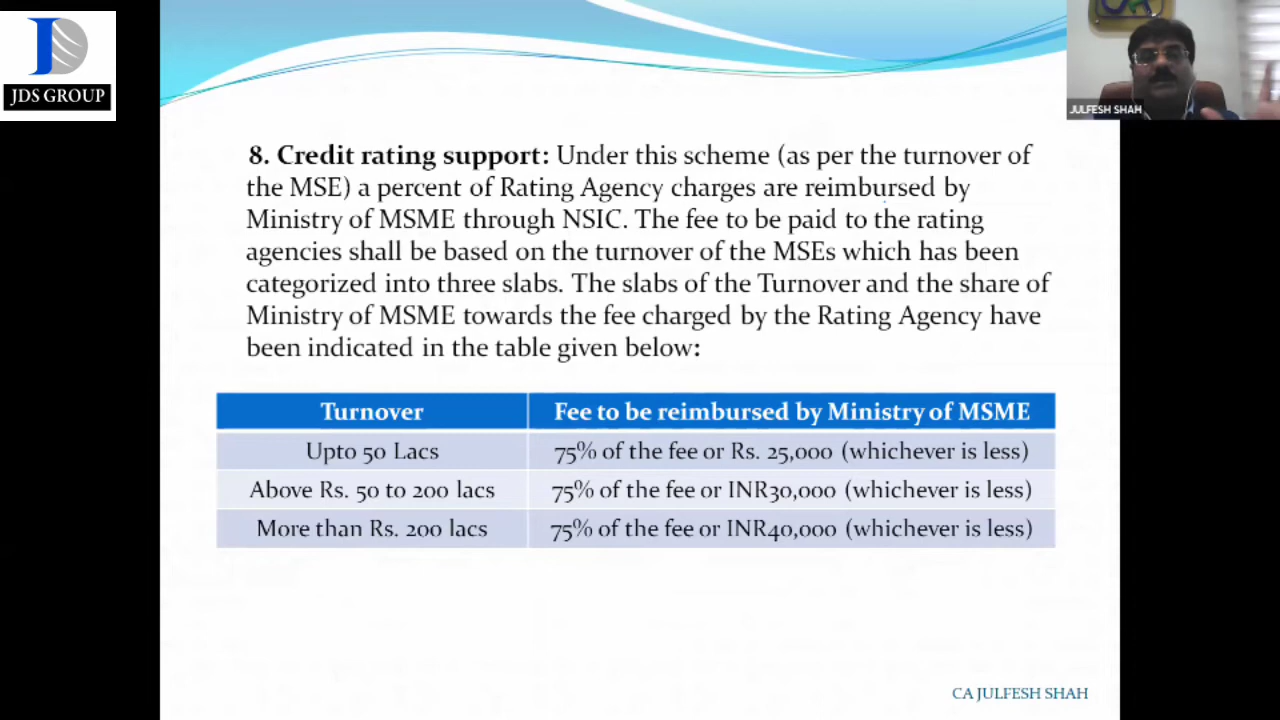 JDS GROUP
JULFESH SHAH
8. Credit rating support: Under this scheme (as per the turnover of
the MSE) a percent of Rating Agency charges are reimbursed by
Ministry of MSME through NSIC. The fee to be paid to the rating
agencies shall be based on the turnover of the MSEs which has been
categorized into three slabs. The slabs of the Turnover and the share of
Ministry of MSME towards the fee charged by the Rating Agency have
been indicated in the table given below:
Turnover Fee to be reimbursed by Ministry of MSME
Upto 50 Lacs 75% of the fee or Rs. 25,000 (whichever is less)
Above Rs. 50 to 200 lacs 75% of the fee or INR30,000 (whichever is less)
More than Rs. 200 lacs 75% of the fee or INR40,000 (whichever is less)
CA JULFESH SHAH